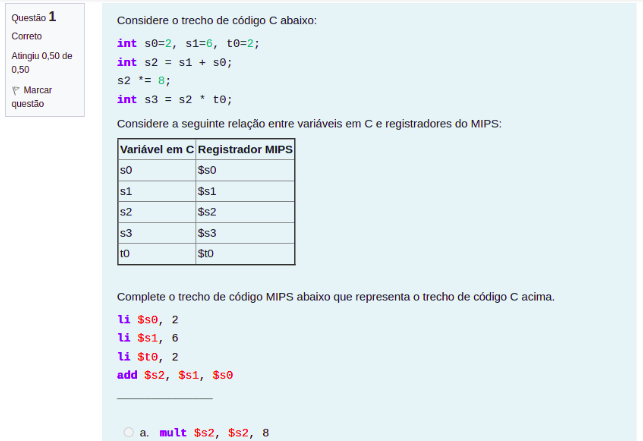 Questão 1
Correto
Atingiu 0,50 de
0,50
Marcar
questão
Considere o trecho de código C abaixo:
int s0=2, s1=6, t0=2;
int s2 = s1 + s0;
s2 *= 8;
int s3 = s2 * t0;
Considere a seguinte relação entre variáveis em C e registradores do MIPS:
Variável em C Registrador MIPS
s0 $s0
s1 $s1
s2 $s2
s3 $s3
t0 $t0
Complete o trecho de código MIPS abaixo que representa o trecho de código C acima.
li $s0, 2
li $s1, 6
li $t0, 2
add $s2, $s1, $s0
a. mult $s2, $s2, 8